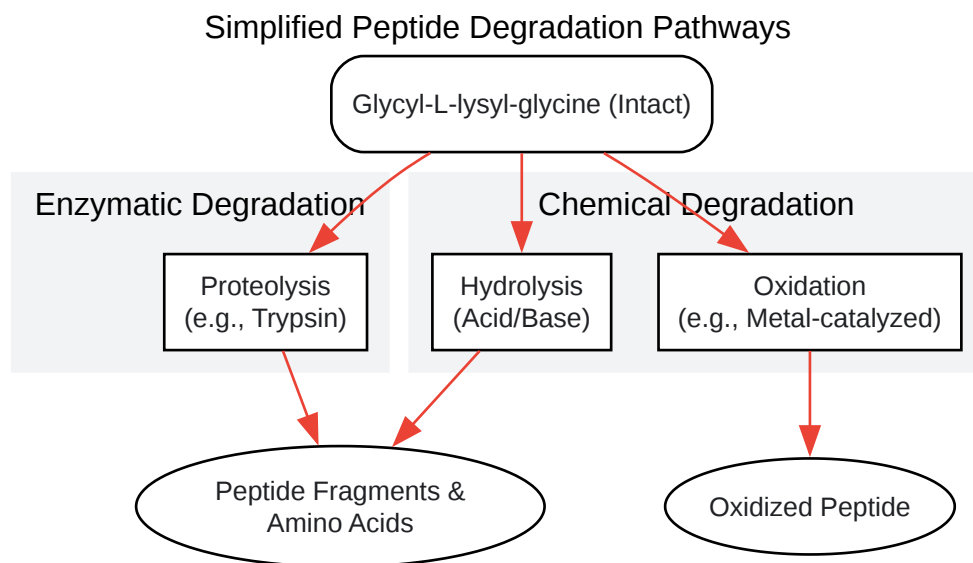 Simplified Peptide Degradation Pathways
Glycyl-L-lysyl-glycine (Intact)
Enzymatic Degradation
Chemical Degradation
Proteolysis
(e.g., Trypsin)
Hydrolysis
(Acid/Base)
Oxidation
(e.g., Metal-catalyzed)
Peptide Fragments &
Amino Acids
Oxidized Peptide